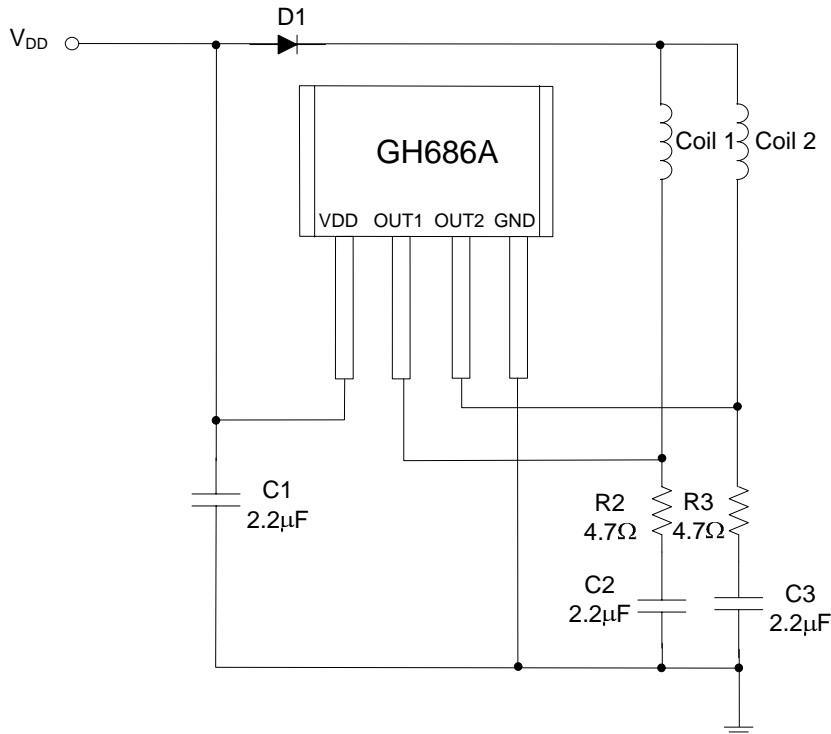 D1
VDD
Coil 1
Coil 2
GH686A
VDD OUT1 OUT2 GND
C1
2.2μF
R2
4.7Ω
R3
4.7Ω
C2
2.2μF
C3
2.2μF